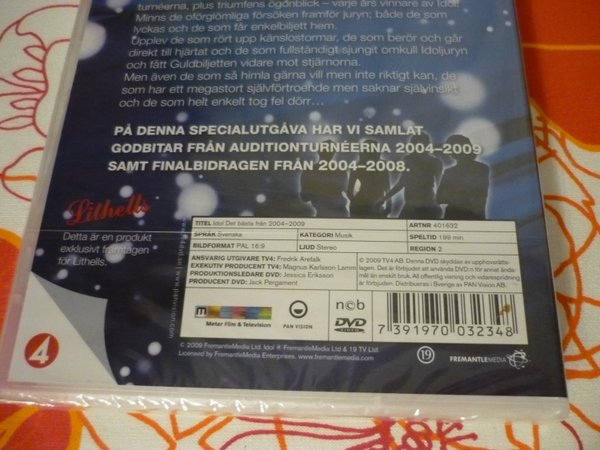 turnéerna, plus triumfens ögonblick – varje års vinnare av Idol!
Minns de oförglömliga försöken framför juryn; både de som
lyckas och de som får enkelbiljett hem.
Upplev de som rört upp känslostormar, de som berör och går
direkt till hjärtat och de som fullständigt sjungit omkull Idoljuryn
och fått Guldbiljetten vidare mot stjärnorna.
Men även de som så himla gärna vill men inte riktigt kan, de
som har ett megastort självförtroende men saknar självinsikt
och de som helt enkelt tog fel dörr...
PÅ DENNA SPECIALUTGÅVA HAR VI SAMLAT
GODBITAR FRÅN AUDITIONTURNÉERNA 2004–2009
SAMT FINALBIDRAGEN FRÅN 2004–2008.
Lithells
Detta är en produkt
exklusivt framtagen
för Lithells.
TITEL Idol Det bästa från 2004–2009
ARTNR 401632
SPRÅK Svenska
KATEGORI Musik
SPELTID 199 min
BILDFORMAT PAL 16:9
LJUD Stereo
REGION 2
ANSVARIG UTGIVARE TV4: Fredrik Arefalk
EXEKUTIV PRODUCENT TV4: Magnus Karlsson Lamm
PRODUKTIONSLEDARE DVD: Jessica Eriksson
PRODUCENT DVD: Jack Pergament
© 2009 TV4 AB. Denna DVD skyddas av upphovsrätts-
lagen. Det är förbjudet att använda DVD:n för annat ända-
mål än enskilt bruk. All offentlig visning och vidarespridning
är förbjuden. Distribueras i Sverige av PAN Vision AB.
m
Meter Film & Television
PAN VISION
ncb
DVD
VIDEO
7 391970 032348
4
© 2009 FremantleMedia Ltd. Idol ® FremantleMedia Ltd & 19 TV Ltd.
Licensed by FremantleMedia Enterprises. www.fremantlemedia.com
19
FREMANTLEMEDIA
www.panvision.com